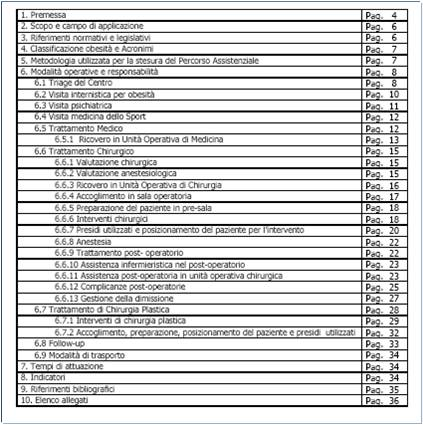 1. Premessa Pag. 4
2. Scopo e campo di applicazione Pag. 6
3. Riferimenti normativi e legislativi Pag. 6
4. Classificazione obesità e Acronimi Pag. 7
5. Metodologia utilizzata per la stesura del Percorso Assistenziale Pag. 7
6. Modalità operative e responsabilità Pag. 8
6.1 Triage del Centro Pag. 8
6.2 Visita internistica per obesità Pag. 10
6.3 Visita psichiatrica Pag. 11
6.4 Visita medicina dello Sport Pag. 12
6.5 Trattamento Medico Pag. 12
6.5.1 Ricovero in Unità Operativa di Medicina Pag. 13
6.6 Trattamento Chirurgico Pag. 15
6.6.1 Valutazione chirurgica Pag. 15
6.6.2 Valutazione anestesiologica Pag. 15
6.6.3 Ricovero in Unità Operativa di Chirurgia Pag. 16
6.6.4 Accoglimento in sala operatoria Pag. 17
6.6.5 Preparazione del paziente in pre-sala Pag. 18
6.6.6 Interventi chirurgici Pag. 18
6.6.7 Presidi utilizzati e posizionamento del paziente per l'intervento Pag. 20
6.6.8 Anestesia Pag. 22
6.6.9 Trattamento post- operatorio Pag. 22
6.6.10 Assistenza infermieristica nel post-operatorio Pag. 23
6.6.11 Assistenza post-operatoria in unità operativa chirurgica Pag. 23
6.6.12 Complicanze post-operatorie Pag. 25
6.6.13 Gestione della dimissione Pag. 27
6.7 Trattamento di Chirurgia Plastica Pag. 28
6.7.1 Interventi di chirurgia plastica Pag. 29
6.7.2 Accoglimento, preparazione, posizionamento del paziente e presidi utilizzati Pag. 32
6.8 Follow-up Pag. 33
6.9 Modalità di trasporto Pag. 34
7. Tempi di attuazione Pag. 34
8. Indicatori Pag. 34
9. Riferimenti bibliografici Pag. 35
10. Elenco allegati Pag. 36